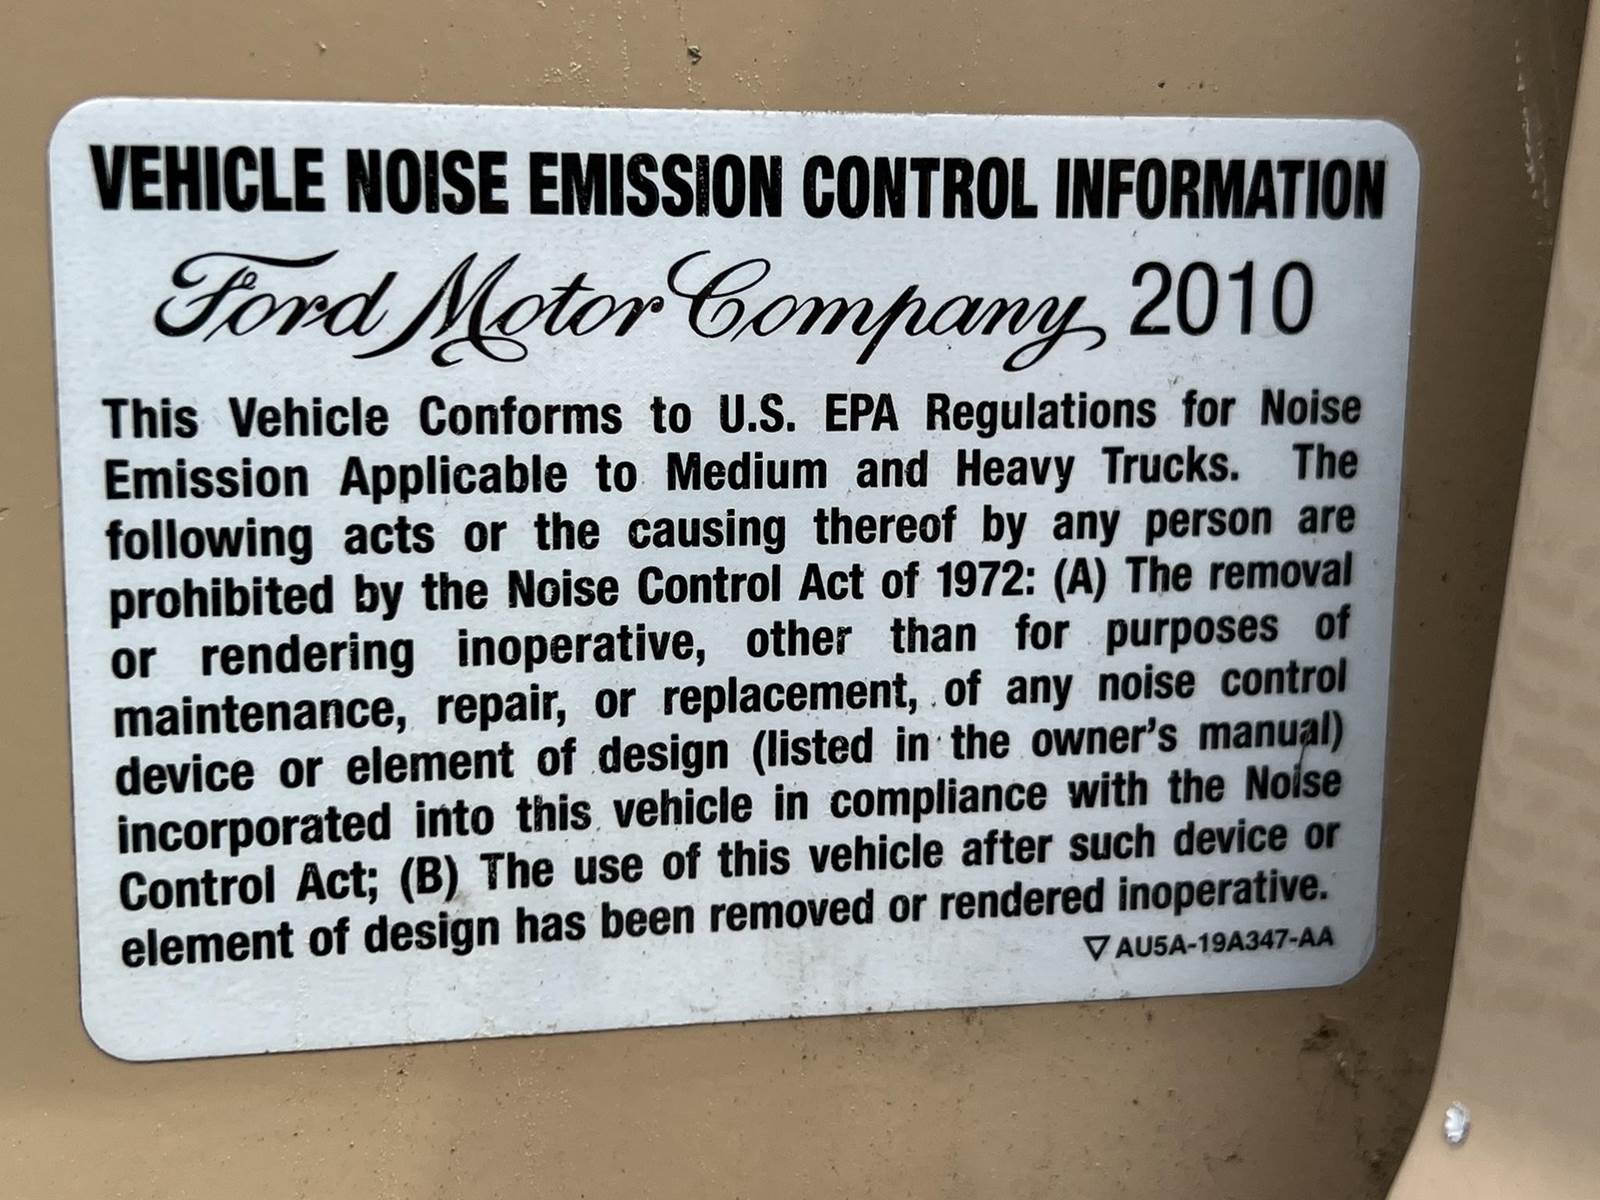 VEHICLE NOISE EMISSION CONTROL INFORMATION
Ford Motor Company 2010
This Vehicle Conforms to U.S. EPA Regulations for Noise
Emission Applicable to Medium and Heavy Trucks. The
following acts or the causing thereof by any person are
prohibited by the Noise Control Act of 1972: (A) The removal
or rendering inoperative, other than for purposes of
maintenance, repair, or replacement, of any noise control
device or element of design (listed in the owner's manual)
incorporated into this vehicle in compliance with the Noise
Control Act; (B) The use of this vehicle after such device or
element of design has been removed or rendered inoperative.
▽ AU5A-19A347-AA